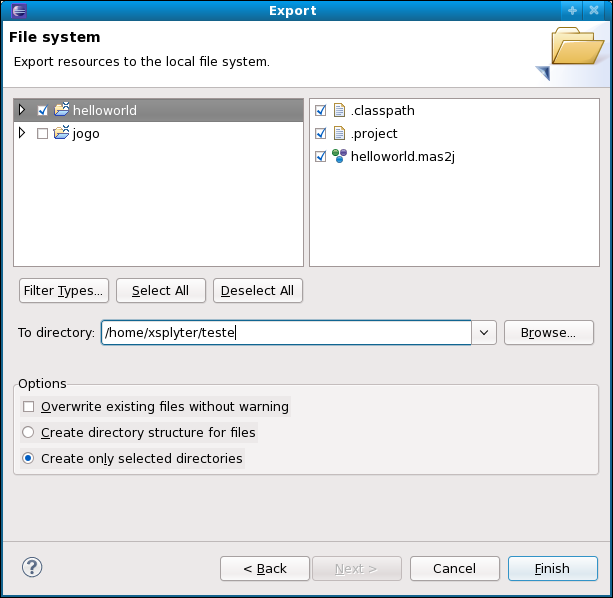 Export
File system
Export resources to the local file system.
helloworld
jogo
.classpath
.project
helloworld.mas2j
Filter Types...
Select All
Deselect All
To directory: /home/xsplyter/teste
Browse...
Options
Overwrite existing files without warning
Create directory structure for files
Create only selected directories
?
< Back
Next >
Cancel
Finish